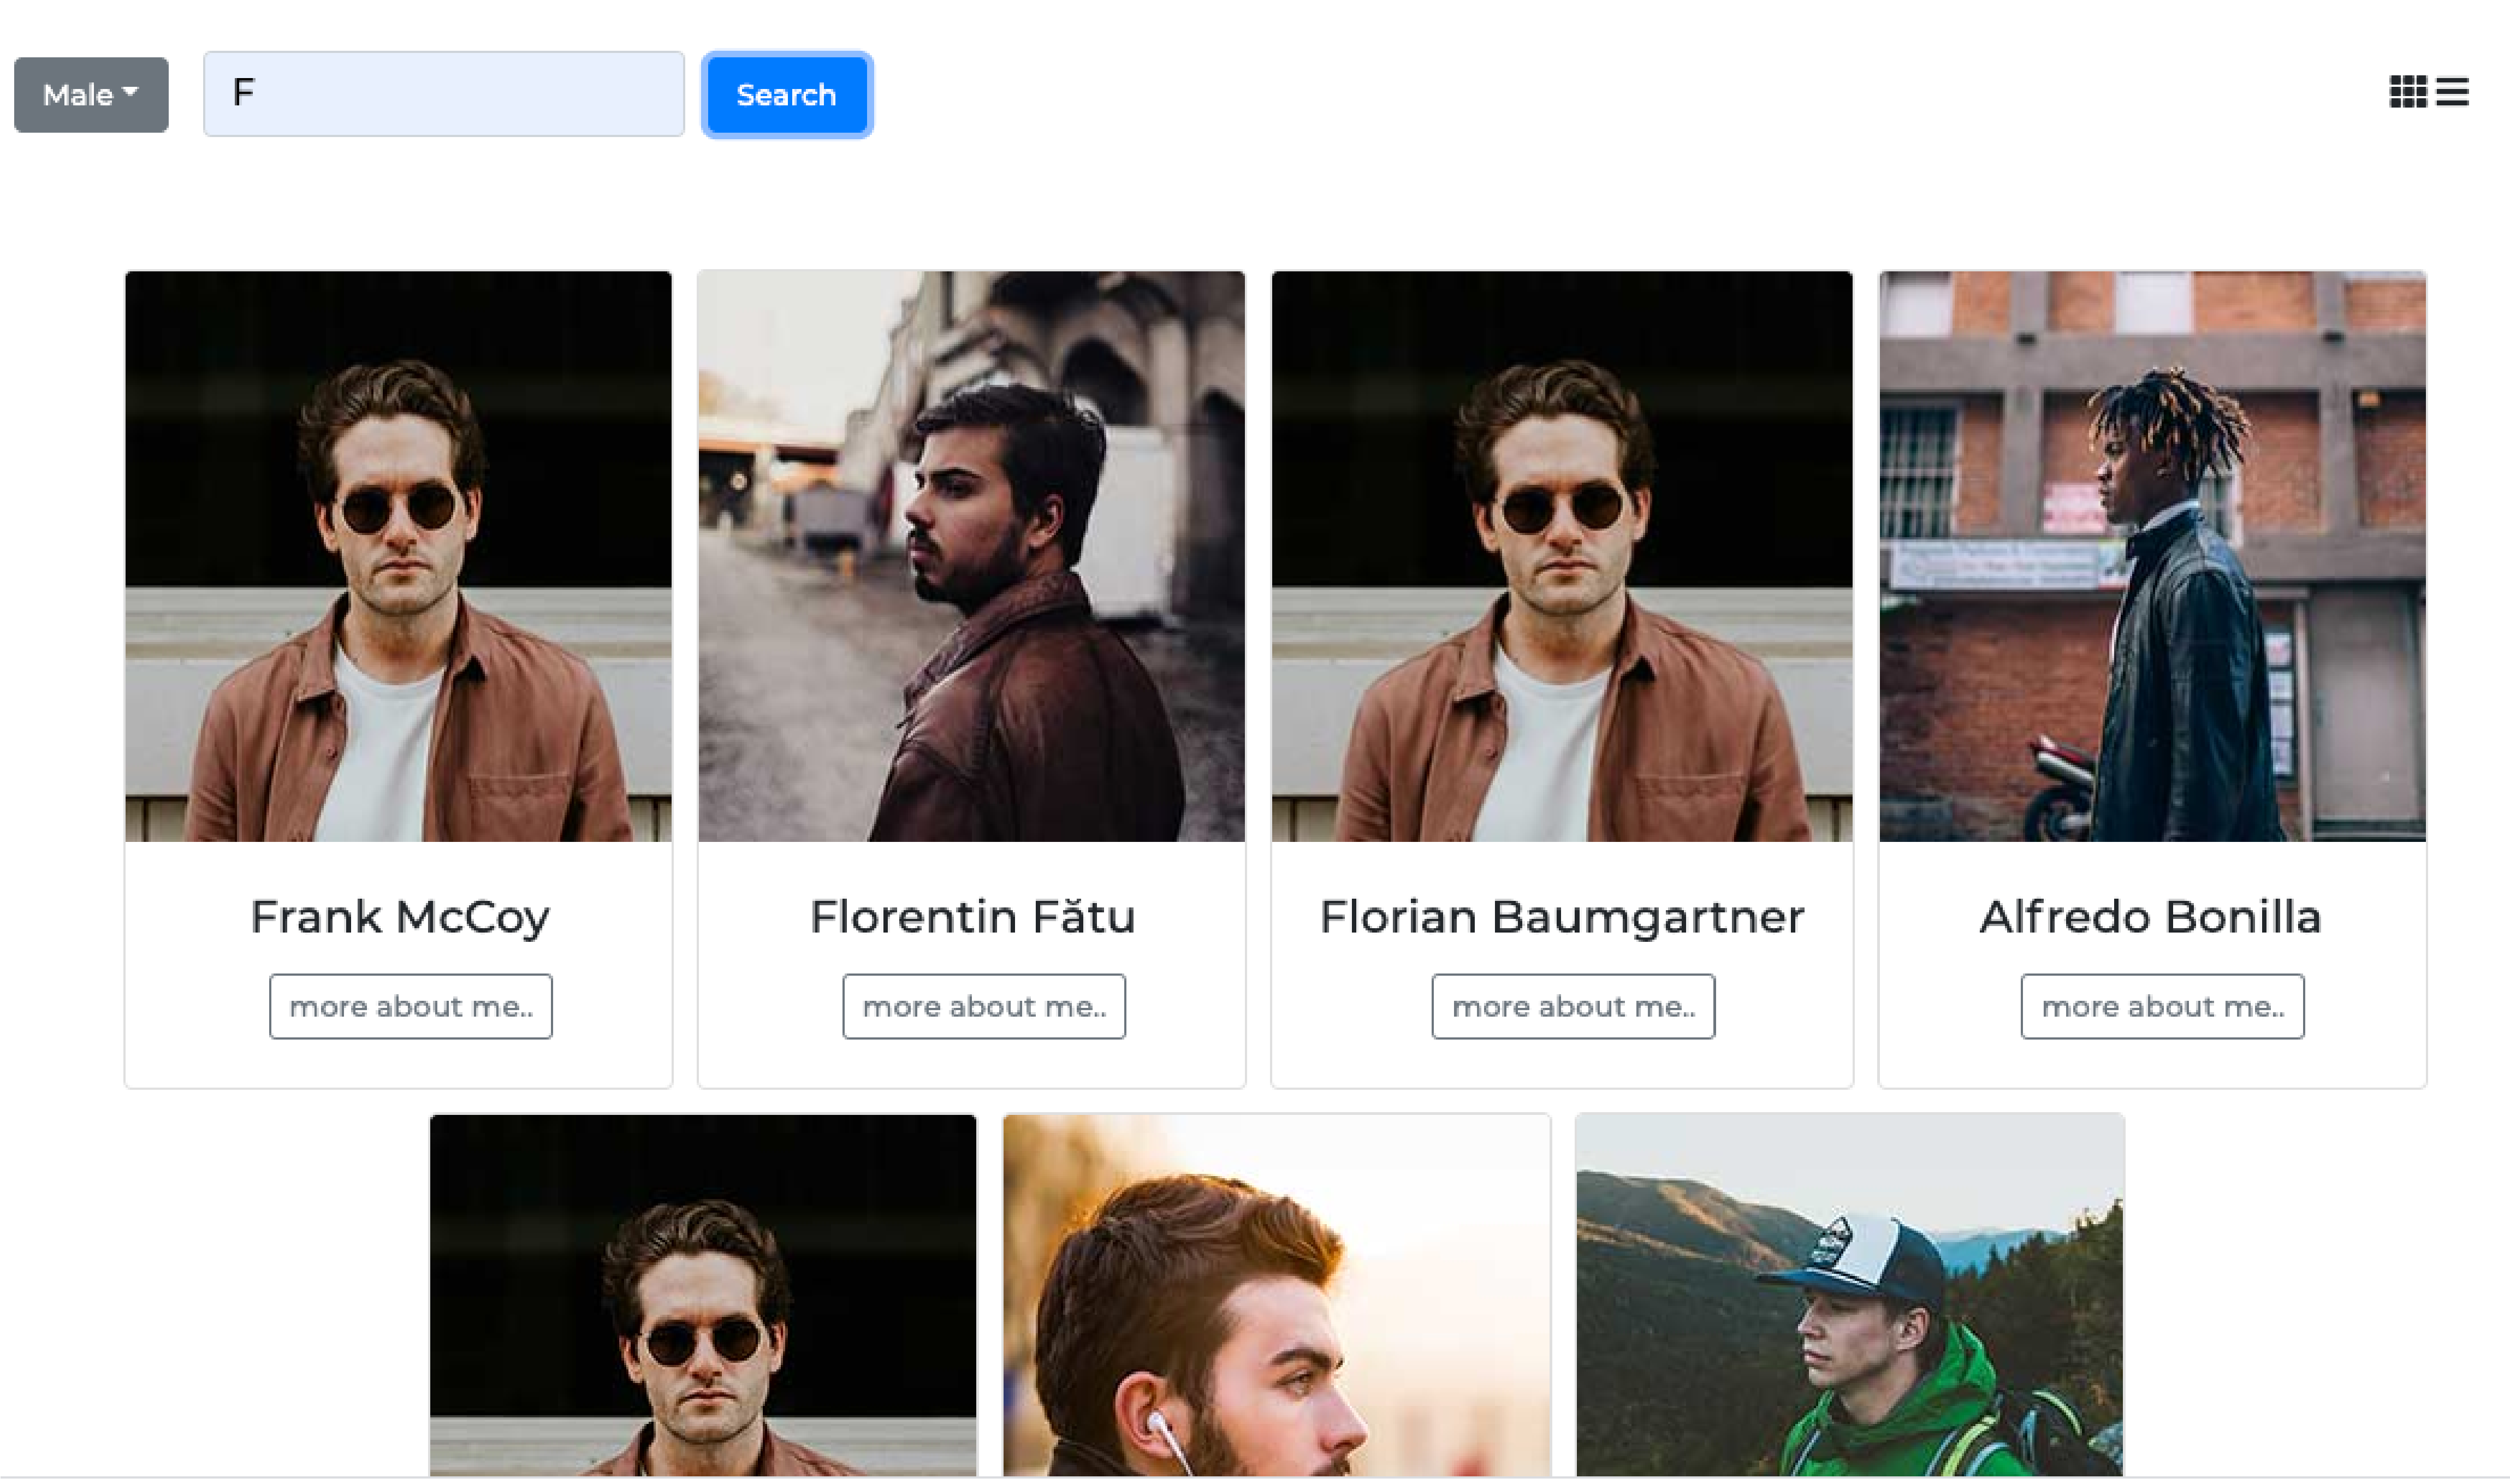 Male
F
Search
Frank McCoy
Florentin Fătu
Florian Baumgartner
Alfredo Bonilla
more about me..
more about me..
more about me..
more about me..